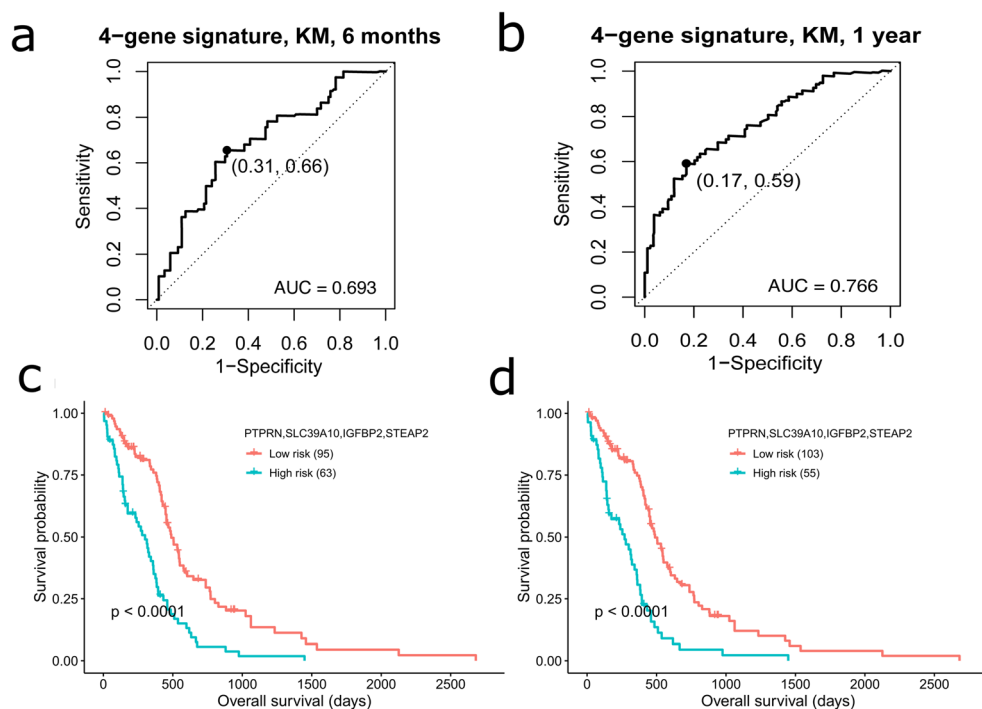 a
4−gene signature, KM, 6 months
1.0
0.8
0.6
0.4
0.2
0.0
Sensitivity
(0.31, 0.66)
AUC = 0.693
0.0 0.2 0.4 0.6 0.8 1.0
1−Specificity
b
4−gene signature, KM, 1 year
1.0
0.8
0.6
0.4
0.2
0.0
Sensitivity
(0.17, 0.59)
AUC = 0.766
0.0 0.2 0.4 0.6 0.8 1.0
1−Specificity
c
1.00
0.75
0.50
0.25
0.00
Survival probability
PTPRN,SLC39A10,IGFBP2,STEAP2
Low risk (95)
High risk (63)
p < 0.0001
0 500 1000 1500 2000 2500
Overall survival (days)
d
1.00
0.75
0.50
0.25
0.00
Survival probability
PTPRN,SLC39A10,IGFBP2,STEAP2
Low risk (103)
High risk (55)
p < 0.0001
0 500 1000 1500 2000 2500
Overall survival (days)